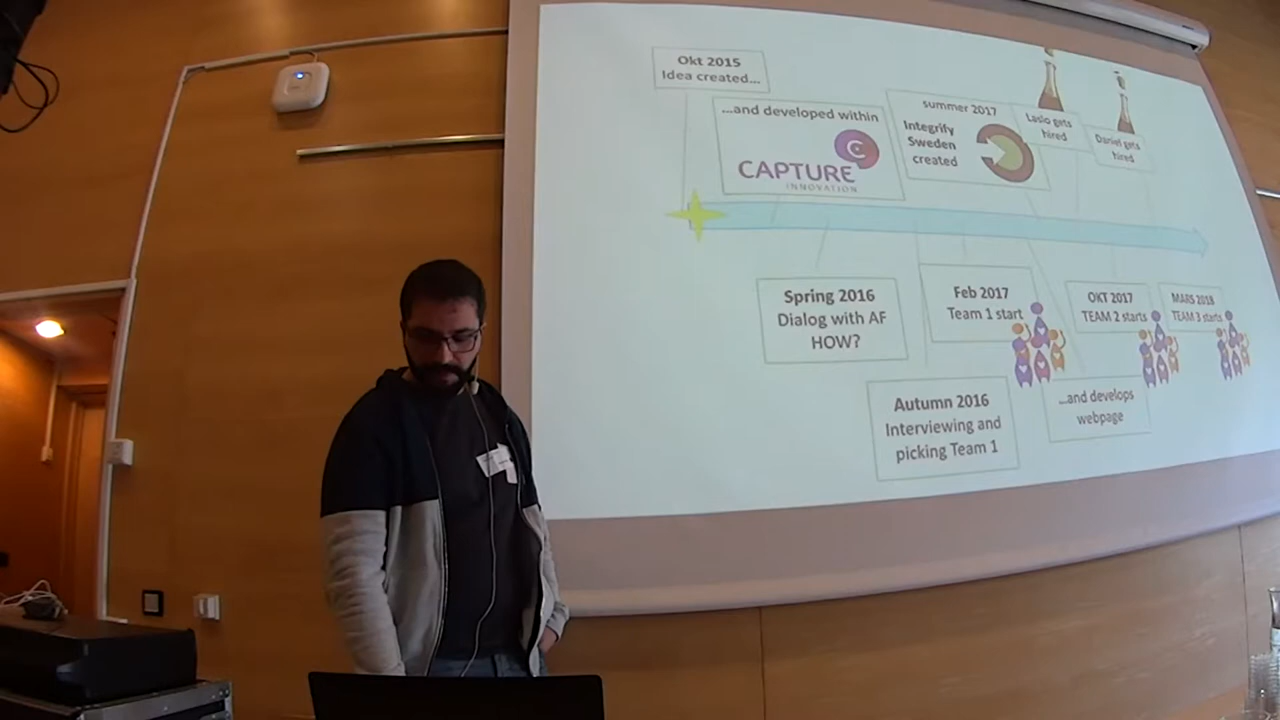 Okt 2015
Idea created...
...and developed within
CAPTURE
INNOVATION
summer 2017
Integrify
Sweden
created
Laslo gets
hired
Daniel gets
hired
Spring 2016
Dialog with AF
HOW?
Feb 2017
Team 1 start
OKT 2017
TEAM 2 starts
MARS 2018
TEAM 3 starts
Autumn 2016
Interviewing and
picking Team 1
...and develops
webpage